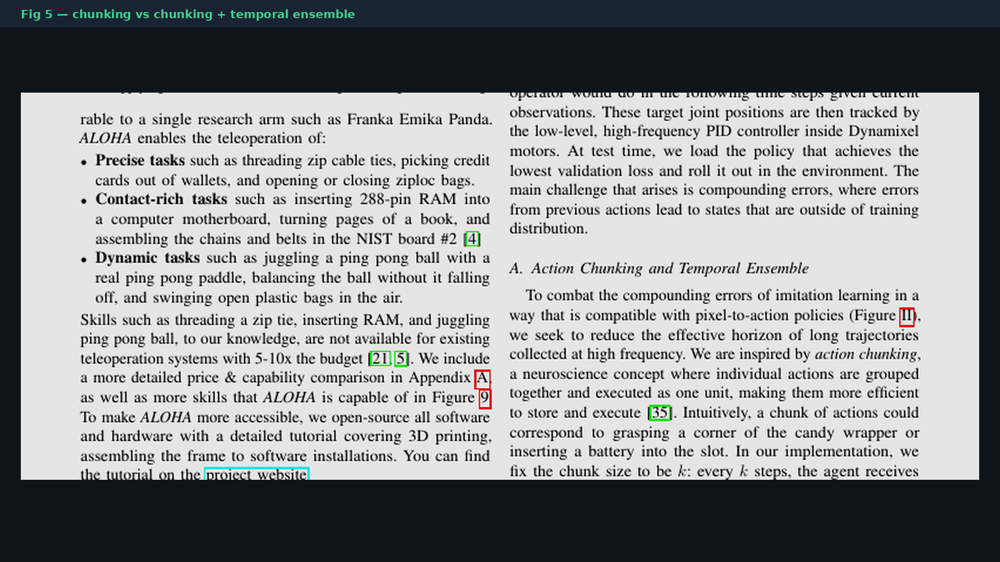 Fig 5 — chunking vs chunking + temporal ensemble
rable to a single research arm such as Franka Emika Panda.
ALOHA enables the teleoperation of:
• Precise tasks such as threading zip cable ties, picking credit
cards out of wallets, and opening or closing ziploc bags.
• Contact-rich tasks such as inserting 288-pin RAM into
a computer motherboard, turning pages of a book, and
assembling the chains and belts in the NIST board #2 [4]
• Dynamic tasks such as juggling a ping pong ball with a
real ping pong paddle, balancing the ball without it falling
off, and swinging open plastic bags in the air.
Skills such as threading a zip tie, inserting RAM, and juggling
ping pong ball, to our knowledge, are not available for existing
teleoperation systems with 5-10x the budget [21, 5]. We include
a more detailed price & capability comparison in Appendix A,
as well as more skills that ALOHA is capable of in Figure 9
To make ALOHA more accessible, we open-source all software
and hardware with a detailed tutorial covering 3D printing,
assembling the frame to software installations. You can find
the tutorial on the project website
operator would do in the following time steps given current
observations. These target joint positions are then tracked by
the low-level, high-frequency PID controller inside Dynamixel
motors. At test time, we load the policy that achieves the
lowest validation loss and roll it out in the environment. The
main challenge that arises is compounding errors, where errors
from previous actions lead to states that are outside of training
distribution.
A. Action Chunking and Temporal Ensemble
To combat the compounding errors of imitation learning in a
way that is compatible with pixel-to-action policies (Figure II),
we seek to reduce the effective horizon of long trajectories
collected at high frequency. We are inspired by action chunking,
a neuroscience concept where individual actions are grouped
together and executed as one unit, making them more efficient
to store and execute [35]. Intuitively, a chunk of actions could
correspond to grasping a corner of the candy wrapper or
inserting a battery into the slot. In our implementation, we
fix the chunk size to be k: every k steps, the agent receives